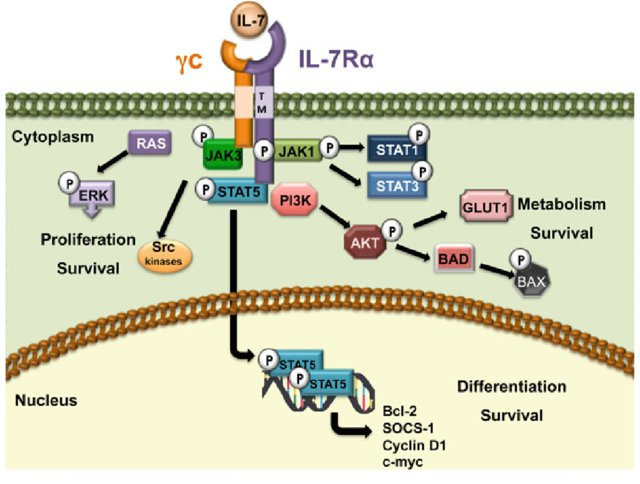 IL-7
γc
IL-7Rα
T
M
Cytoplasm
RAS
P
JAK3
P
JAK1
P
STAT1
P
P
ERK
P
STAT5
PI3K
STAT3
P
GLUT1
Metabolism
Survival
Proliferation
Survival
Src
kinases
AKT
P
BAD
P
BAX
P
STAT5
P
STAT5
Nucleus
Differentiation
Survival
Bcl-2
SOCS-1
Cyclin D1
c-myc